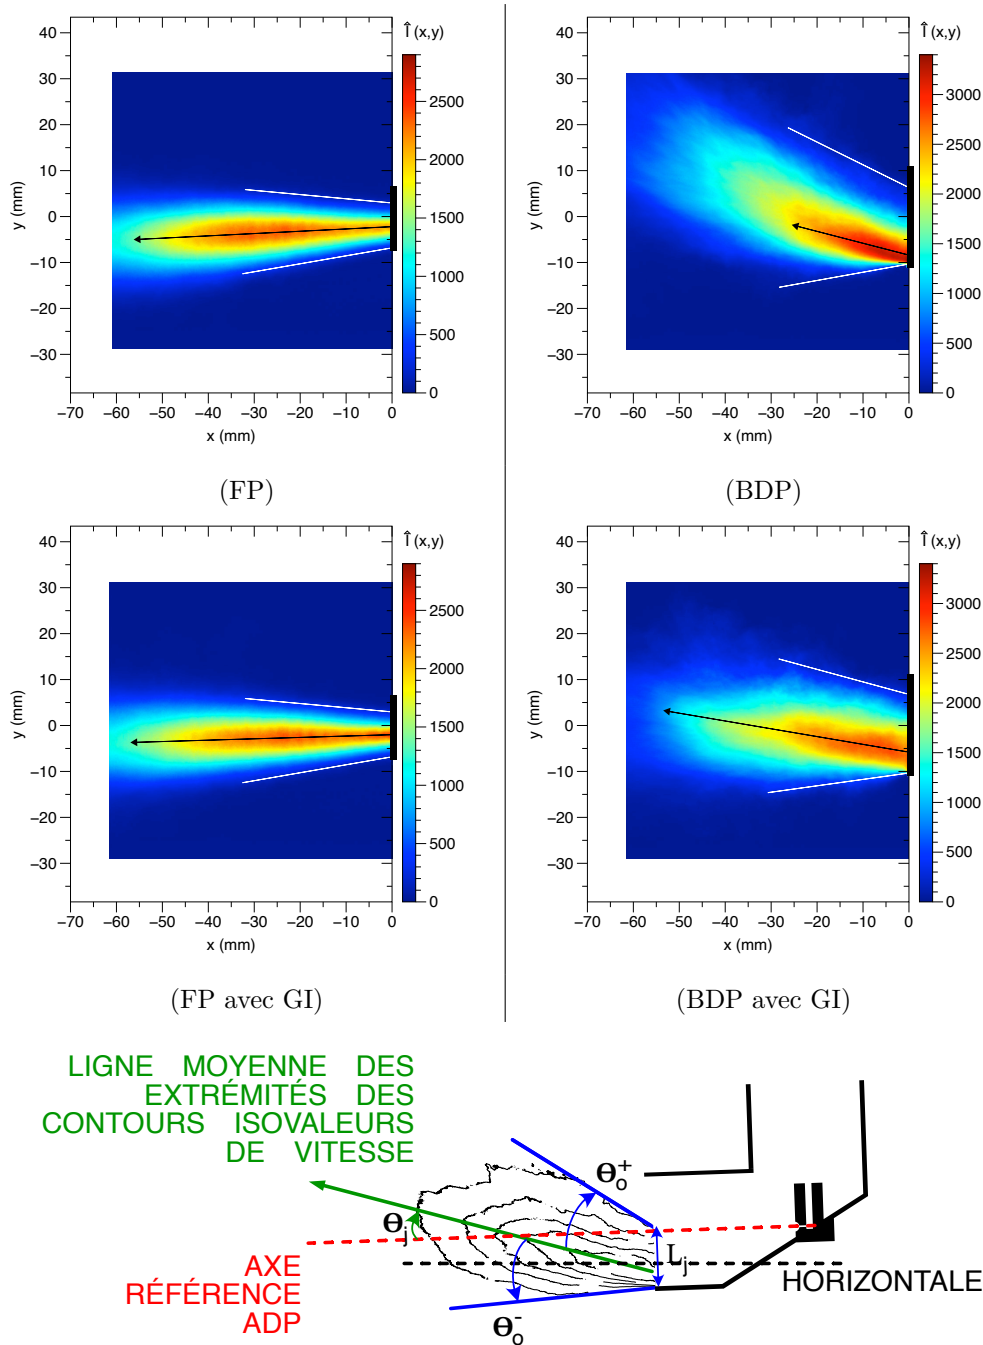 Î (x,y)
40
30
20
10
0
−10
−20
−30
y (mm)
−70 −60 −50 −40 −30 −20 −10 0
x (mm)
2500
2000
1500
1000
500
0
(FP)
Î (x,y)
40
30
20
10
0
−10
−20
−30
y (mm)
−70 −60 −50 −40 −30 −20 −10 0
x (mm)
3000
2500
2000
1500
1000
500
0
(BDP)
Î (x,y)
40
30
20
10
0
−10
−20
−30
y (mm)
−70 −60 −50 −40 −30 −20 −10 0
x (mm)
2500
2000
1500
1000
500
0
(FP avec GI)
Î (x,y)
40
30
20
10
0
−10
−20
−30
y (mm)
−70 −60 −50 −40 −30 −20 −10 0
x (mm)
3000
2500
2000
1500
1000
500
0
(BDP avec GI)
LIGNE MOYENNE DES
EXTRÉMITÉS DES
CONTOURS ISOVALEURS
DE VITESSE
Θo+
Θj
Lj
AXE
RÉFÉRENCE
ADP
HORIZONTALE
Θo-